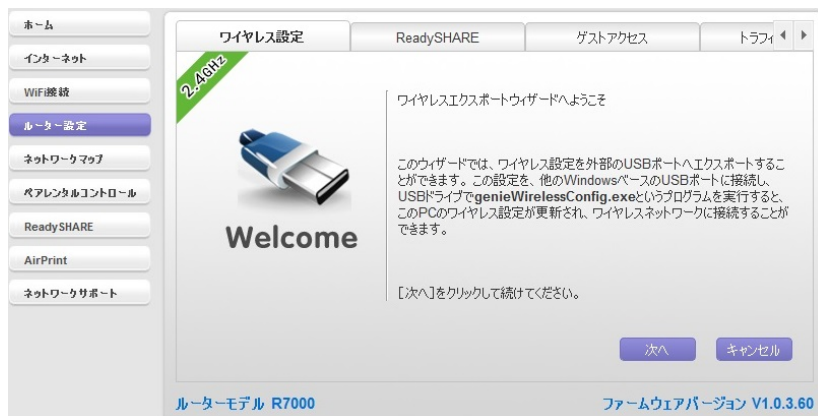 ホーム
インターネット
WiFi接続
ルーター設定
ネットワークマップ
ペアレンタルコントロール
ReadySHARE
AirPrint
ネットワークサポート
ワイヤレス設定
ReadySHARE
ゲストアクセス
トラフィ
2.4GHz
Welcome
ワイヤレスエクスポートウィザードへようこそ
このウィザードでは、ワイヤレス設定を外部のUSBポートへエクスポートするこ
とができます。この設定を、他のWindowsベースのUSBポートに接続し、
USBドライブでgenieWirelessConfig.exeというプログラムを実行すると、
このPCのワイヤレス設定が更新され、ワイヤレスネットワークに接続することが
できます。
[次へ]をクリックして続けてください。
次へ
キャンセル
ルーターモデル R7000
ファームウェアバージョン V1.0.3.60